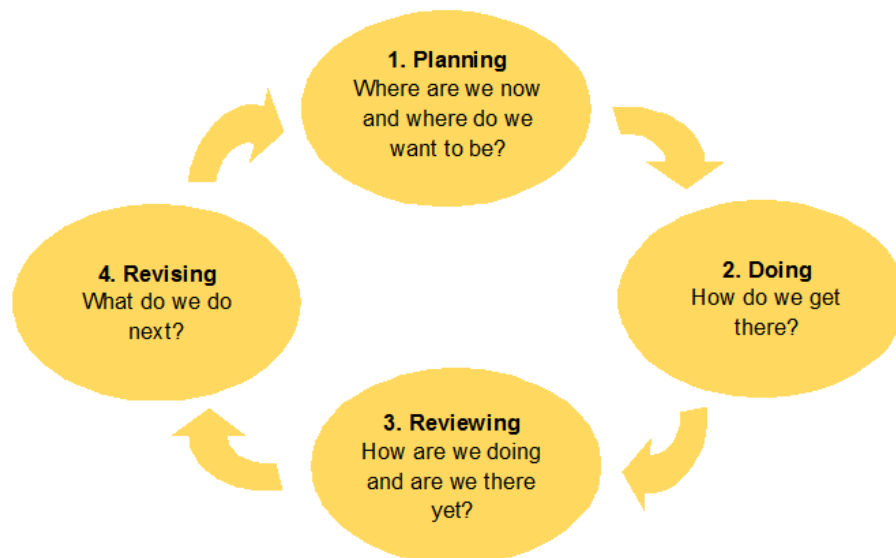 1. Planning
Where are we now
and where do we
want to be?
2. Doing
How do we get
there?
3. Reviewing
How are we doing
and are we there
yet?
4. Revising
What do we do
next?